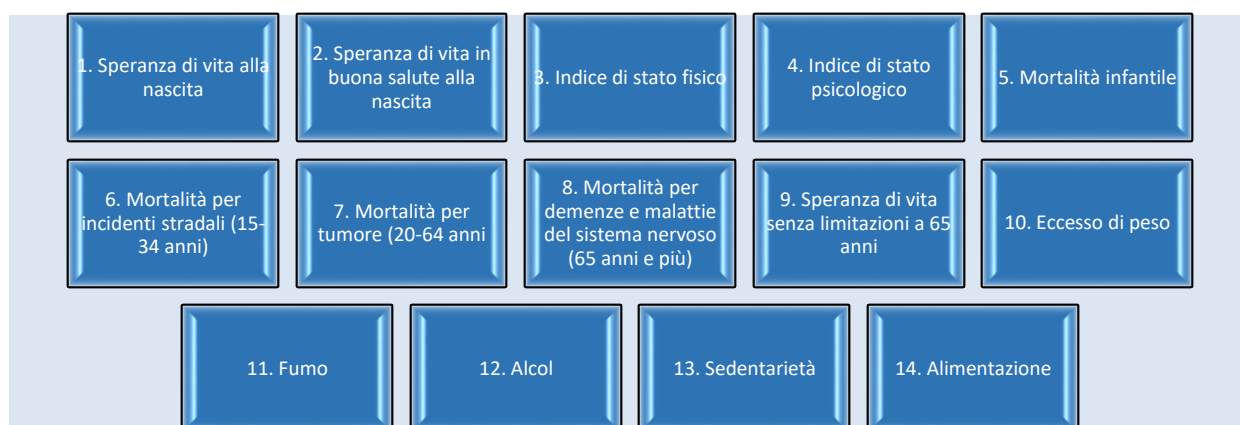 1. Speranza di vita alla
nascita
2. Speranza di vita in
buona salute alla
nascita
3. Indice di stato fisico
4. Indice di stato
psicologico
5. Mortalità infantile
6. Mortalità per
incidenti stradali (15-
34 anni)
7. Mortalità per
tumore (20-64 anni
8. Mortalità per
demenze e malattie
del sistema nervoso
(65 anni e più)
9. Speranza di vita
senza limitazioni a 65
anni
10. Eccesso di peso
11. Fumo
12. Alcol
13. Sedentarietà
14. Alimentazione